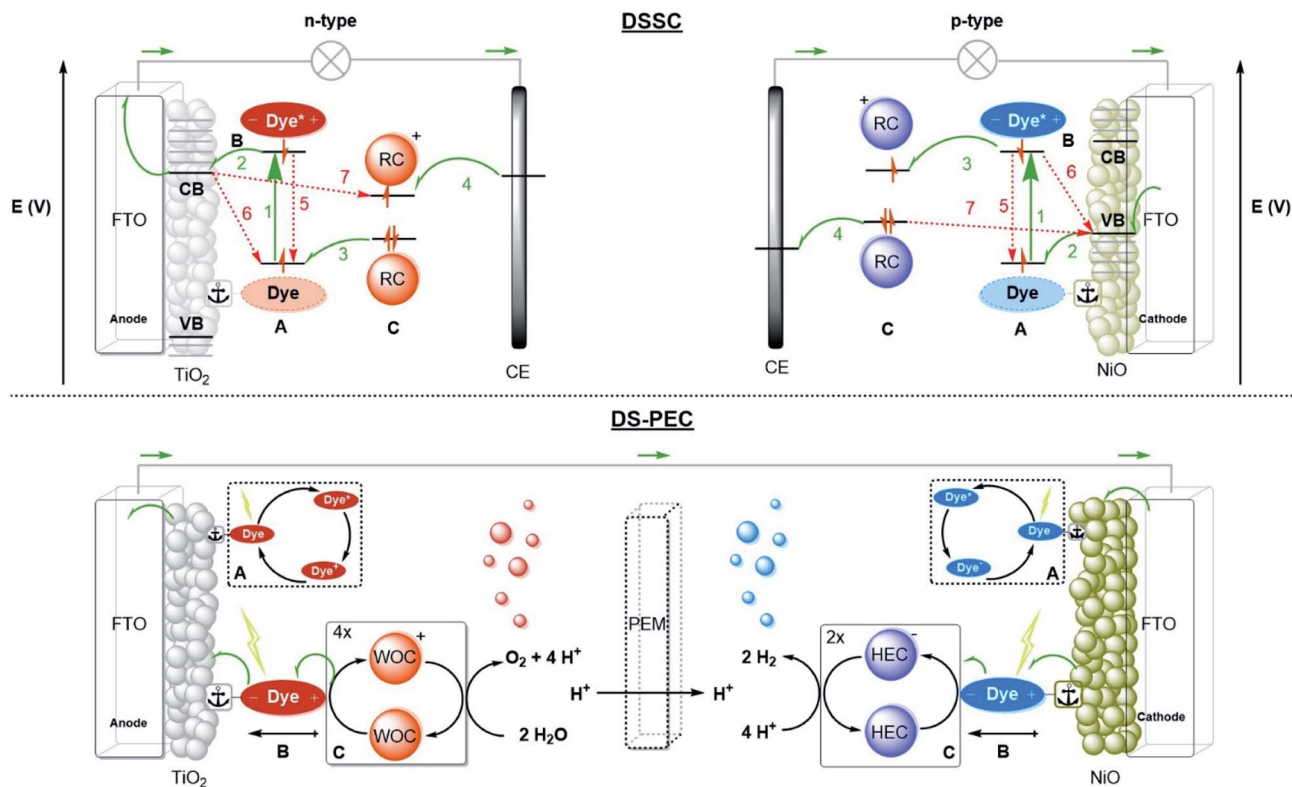 DSSC
n-type
E (V)
FTO
Anode
CB
VB
TiO₂
B
− Dye* +
1
2
3
4
5
6
7
Dye
A
+
RC
RC
C
CE
p-type
CE
+
RC
RC
C
− Dye* +
B
1
2
3
4
5
6
7
Dye
A
CB
VB
NiO
FTO
Cathode
E (V)
DS-PEC
FTO
Anode
TiO₂
Dye*
Dye
Dye⁺
A
− Dye +
B
4x
WOC
+
WOC
C
O₂ + 4 H⁺
2 H₂O
H⁺
PEM
H⁺
2 H₂
4 H⁺
2x
HEC
-
HEC
C
Dye*
Dye
Dye⁻
A
− Dye +
B
FTO
Cathode
NiO